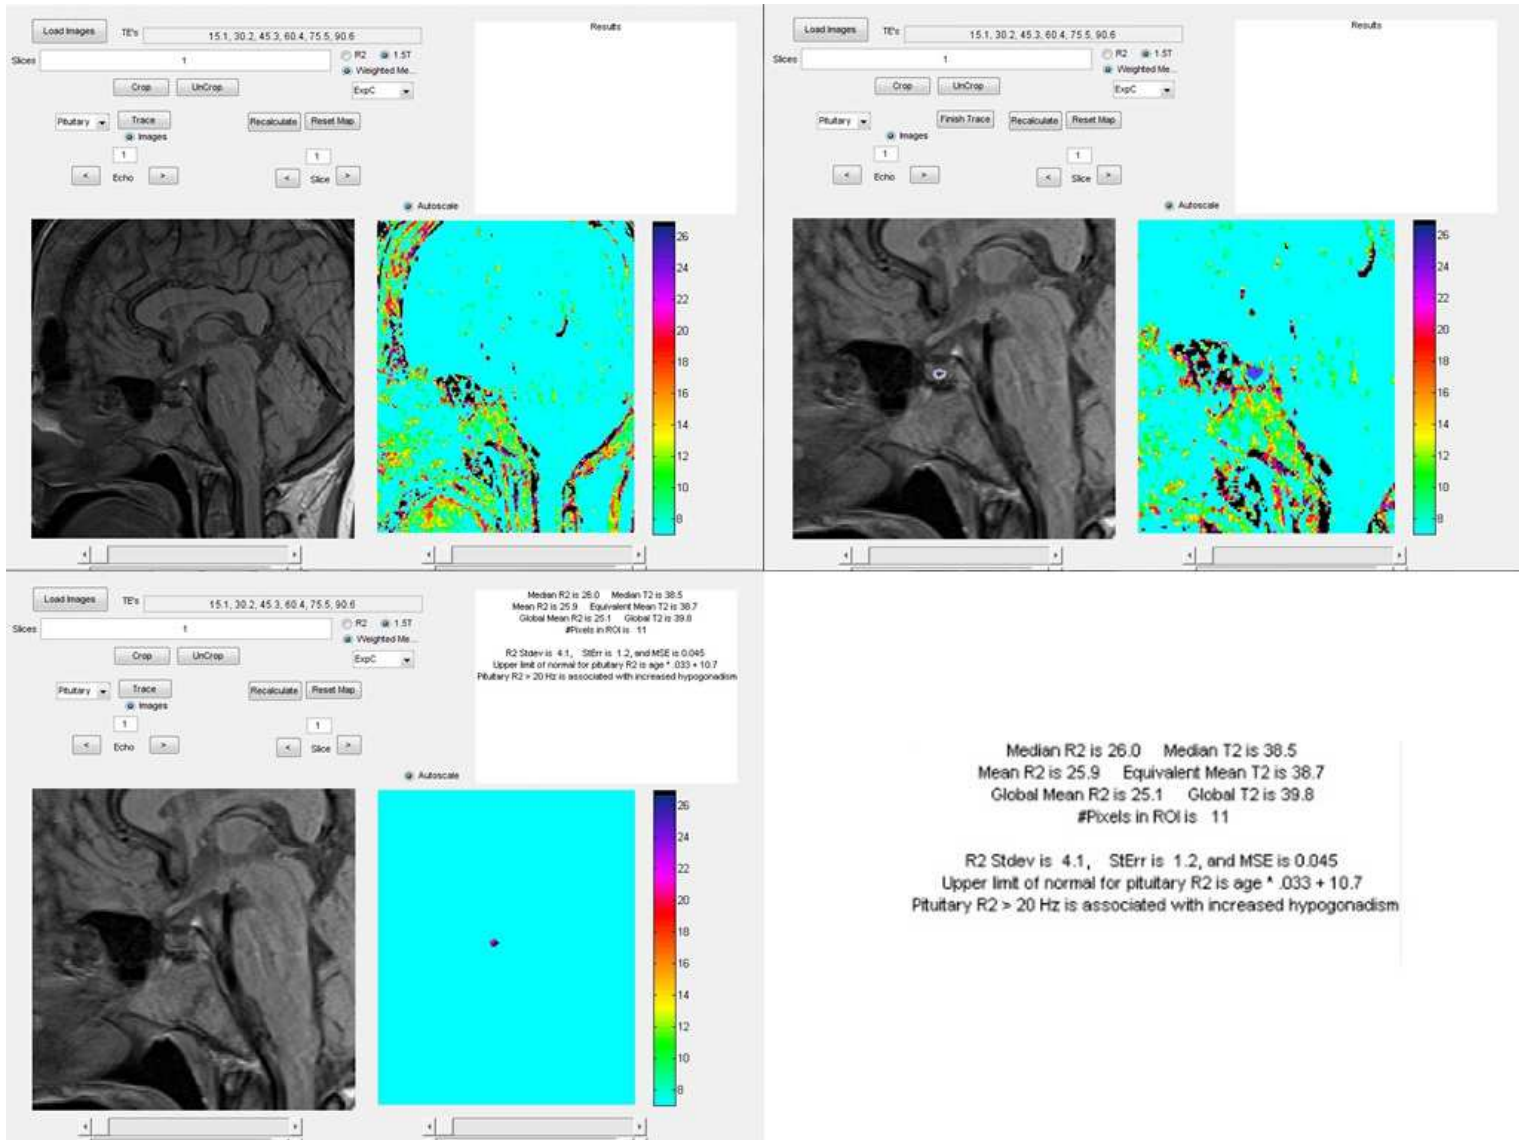 Load Images TE's 15.1, 30.2, 45.3, 60.4, 75.5, 90.6
Slices 1
R2 1.5T
Weighted Me...
Crop UnCrop
ExpC
Pituitary Trace Recalculate Reset Map
Images
1 1
< Echo > < Slice >
Autoscale
Results
26
24
22
20
18
16
14
12
10
8
Load Images TE's 15.1, 30.2, 45.3, 60.4, 75.5, 90.6
Slices 1
R2 1.5T
Weighted Me...
Crop UnCrop
ExpC
Pituitary Finish Trace Recalculate Reset Map
Images
1 1
< Echo > < Slice >
Autoscale
Results
26
24
22
20
18
16
14
12
10
8
Load Images TE's 15.1, 30.2, 45.3, 60.4, 75.5, 90.6
Slices 1
R2 1.5T
Weighted Me...
Crop UnCrop
ExpC
Pituitary Trace Recalculate Reset Map
Images
1 1
< Echo > < Slice >
Autoscale
Median R2 is 26.0 Median T2 is 38.5
Mean R2 is 25.9 Equivalent Mean T2 is 38.7
Global Mean R2 is 25.1 Global T2 is 39.8
#Pixels in ROI is 11
R2 Stdev is 4.1, StErr is 1.2, and MSE is 0.045
Upper limit of normal for pituitary R2 is age * .033 + 10.7
Pituitary R2 > 20 Hz is associated with increased hypogonadism
26
24
22
20
18
16
14
12
10
8
Median R2 is 26.0 Median T2 is 38.5
Mean R2 is 25.9 Equivalent Mean T2 is 38.7
Global Mean R2 is 25.1 Global T2 is 39.8
#Pixels in ROI is 11
R2 Stdev is 4.1, StErr is 1.2, and MSE is 0.045
Upper limit of normal for pituitary R2 is age * .033 + 10.7
Pituitary R2 > 20 Hz is associated with increased hypogonadism